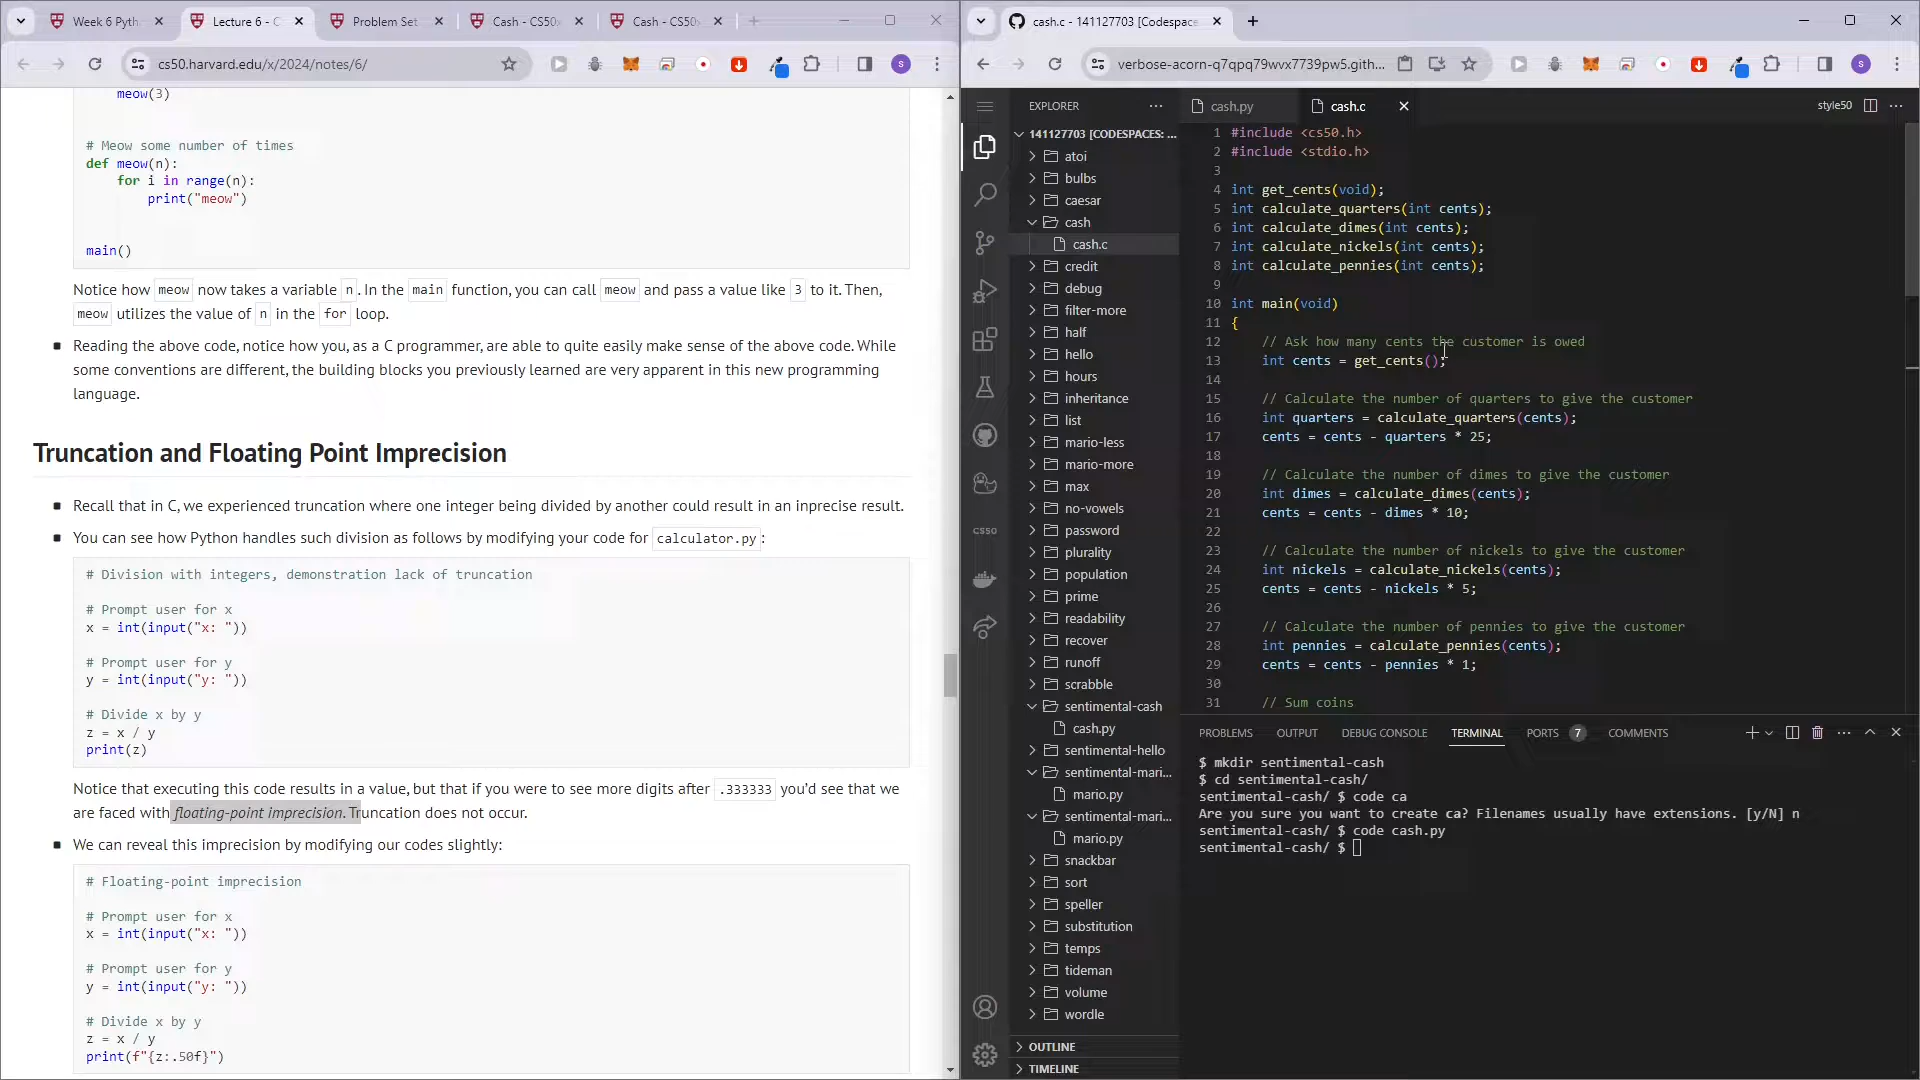 Week 6 Pyth
Lecture 6 - C
Problem Set
Cash - CS50x
Cash - CS50x
cs50.harvard.edu/x/2024/notes/6/
S
meow(3)
# Meow some number of times
def meow(n):
for i in range(n):
print("meow")
main()
Notice how meow now takes a variable n. In the main function, you can call meow and pass a value like 3 to it. Then,
meow utilizes the value of n in the for loop.
Reading the above code, notice how you, as a C programmer, are able to quite easily make sense of the above code. While
some conventions are different, the building blocks you previously learned are very apparent in this new programming
language.
Truncation and Floating Point Imprecision
Recall that in C, we experienced truncation where one integer being divided by another could result in an inprecise result.
You can see how Python handles such division as follows by modifying your code for calculator.py:
# Division with integers, demonstration lack of truncation
# Prompt user for x
x = int(input("x: "))
# Prompt user for y
y = int(input("y: "))
# Divide x by y
z = x / y
print(z)
Notice that executing this code results in a value, but that if you were to see more digits after .333333 you'd see that we
are faced with floating-point imprecision. Truncation does not occur.
We can reveal this imprecision by modifying our codes slightly:
# Floating-point imprecision
# Prompt user for x
x = int(input("x: "))
# Prompt user for y
y = int(input("y: "))
# Divide x by y
z = x / y
print(f"{z:.50f}")
cash.c - 141127703 [Codespace
verbose-acorn-q7qpq79wvx7739pw5.gith...
S
EXPLORER
141127703 [CODESPACES: ...
atoi
bulbs
caesar
cash
cash.c
credit
debug
filter-more
half
hello
hours
inheritance
list
mario-less
mario-more
max
no-vowels
password
plurality
population
prime
readability
recover
runoff
scrabble
sentimental-cash
cash.py
sentimental-hello
sentimental-mari...
mario.py
sentimental-mari...
mario.py
snackbar
sort
speller
substitution
temps
tideman
volume
wordle
OUTLINE
TIMELINE
CS50
cash.py
cash.c
style50
1 #include <cs50.h>
2 #include <stdio.h>
3
4 int get_cents(void);
5 int calculate_quarters(int cents);
6 int calculate_dimes(int cents);
7 int calculate_nickels(int cents);
8 int calculate_pennies(int cents);
9
10 int main(void)
11 {
12 // Ask how many cents the customer is owed
13 int cents = get_cents();
14
15 // Calculate the number of quarters to give the customer
16 int quarters = calculate_quarters(cents);
17 cents = cents - quarters * 25;
18
19 // Calculate the number of dimes to give the customer
20 int dimes = calculate_dimes(cents);
21 cents = cents - dimes * 10;
22
23 // Calculate the number of nickels to give the customer
24 int nickels = calculate_nickels(cents);
25 cents = cents - nickels * 5;
26
27 // Calculate the number of pennies to give the customer
28 int pennies = calculate_pennies(cents);
29 cents = cents - pennies * 1;
30
31 // Sum coins
PROBLEMS OUTPUT DEBUG CONSOLE TERMINAL PORTS 7 COMMENTS
$ mkdir sentimental-cash
$ cd sentimental-cash/
sentimental-cash/ $ code ca
Are you sure you want to create ca? Filenames usually have extensions. [y/N] n
sentimental-cash/ $ code cash.py
sentimental-cash/ $